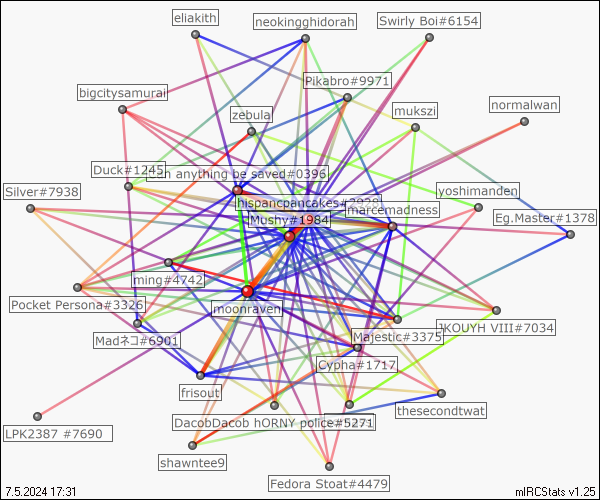 eliakith
neokingghidorah
Swirly Boi#6154
Pikabro#9971
bigcitysamurai
normalwan
zebula
mukszi
Duck#1245
an anything be saved#0396
Silver#7938
yoshimanden
hispancpancakes#2928
marcemadness
Mushy#1984
Eg.Master#1378
ming#4742
Pocket Persona#3326
moonraven
JKOUYH VIII#7034
Majestic#3375
Madネコ#6901
Cypha#1717
frisout
thesecondtwat
DacobDacob hORNY police#5271
LPK2387 #7690
shawntee9
Fedora Stoat#4479
7.5.2024 17:31
mIRCStats v1.25